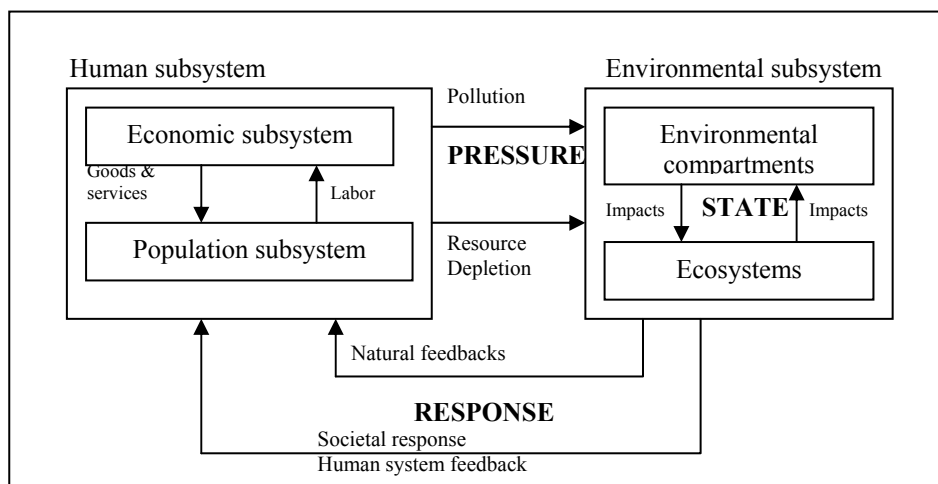 Human subsystem
Environmental subsystem
Pollution
Economic subsystem
Environmental
compartments
PRESSURE
Goods &
services
Labor
Impacts
STATE
Impacts
Population subsystem
Resource
Depletion
Ecosystems
Natural feedbacks
RESPONSE
Societal response
Human system feedback